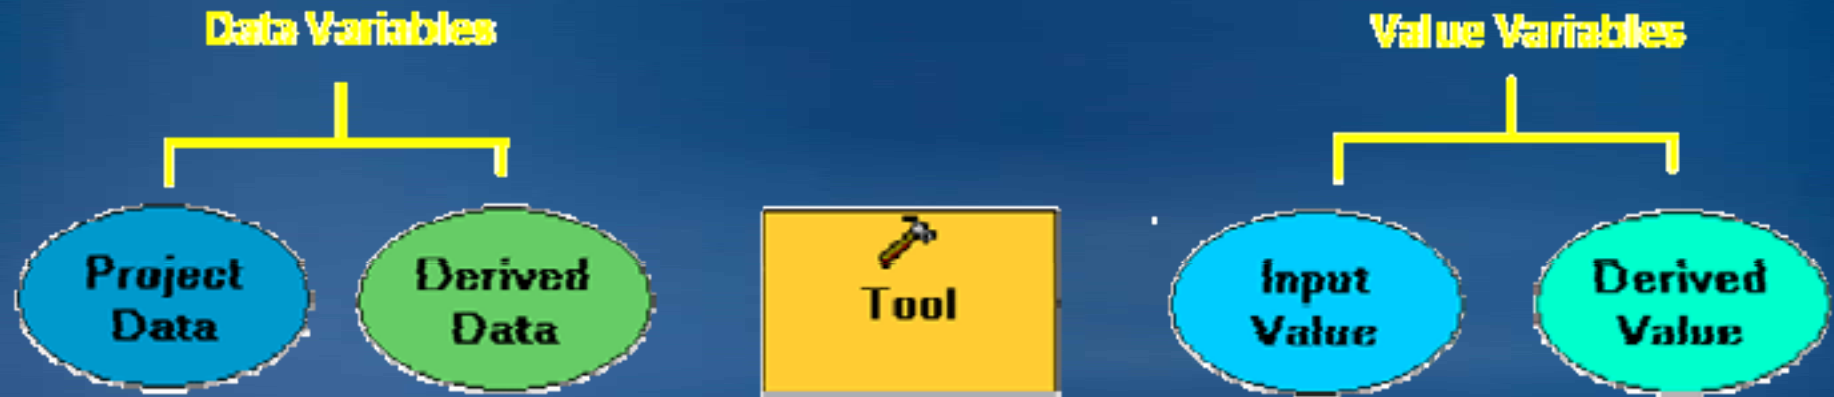 Data Variables
Value Variables
Project
Data
Derived
Data
Tool
Input
Value
Derived
Value